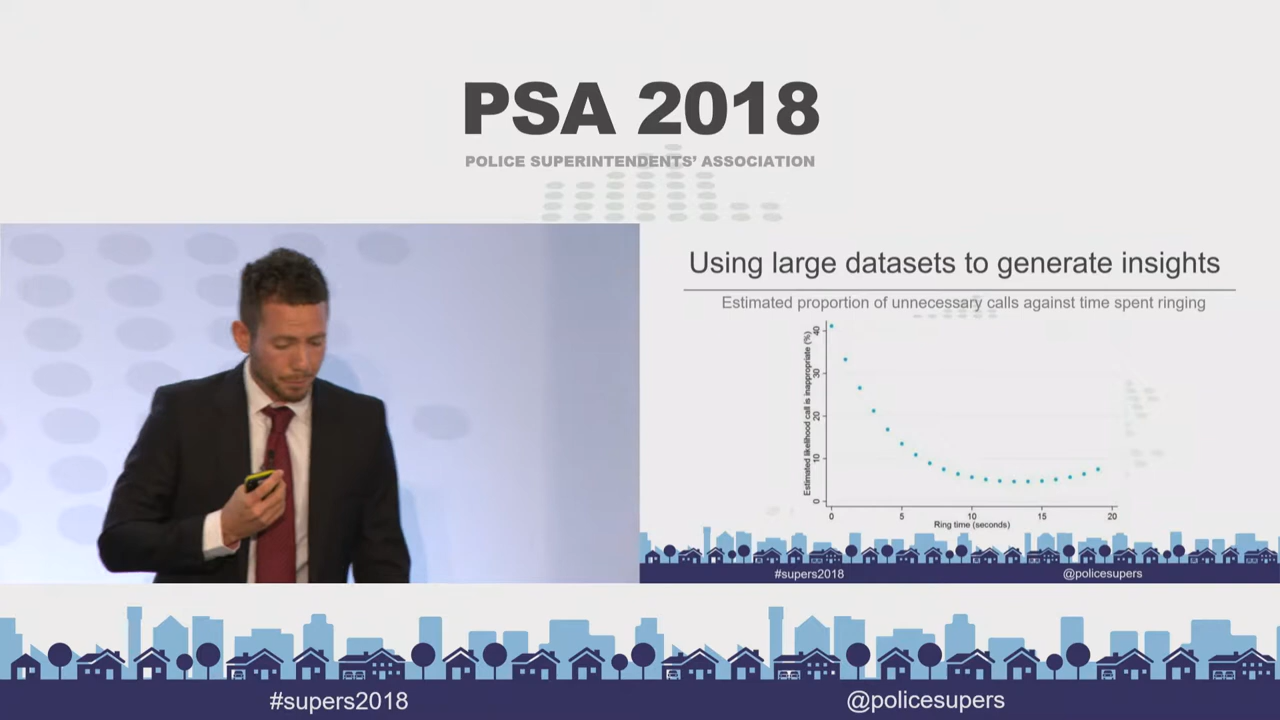 PSA 2018
POLICE SUPERINTENDENTS' ASSOCIATION
Using large datasets to generate insights
Estimated proportion of unnecessary calls against time spent ringing
Estimated likelihood call is inappropriate (%)
40
30
20
10
0
0 5 10 15 20
Ring time (seconds)
#supers2018 @policesupers
#supers2018 @policesupers